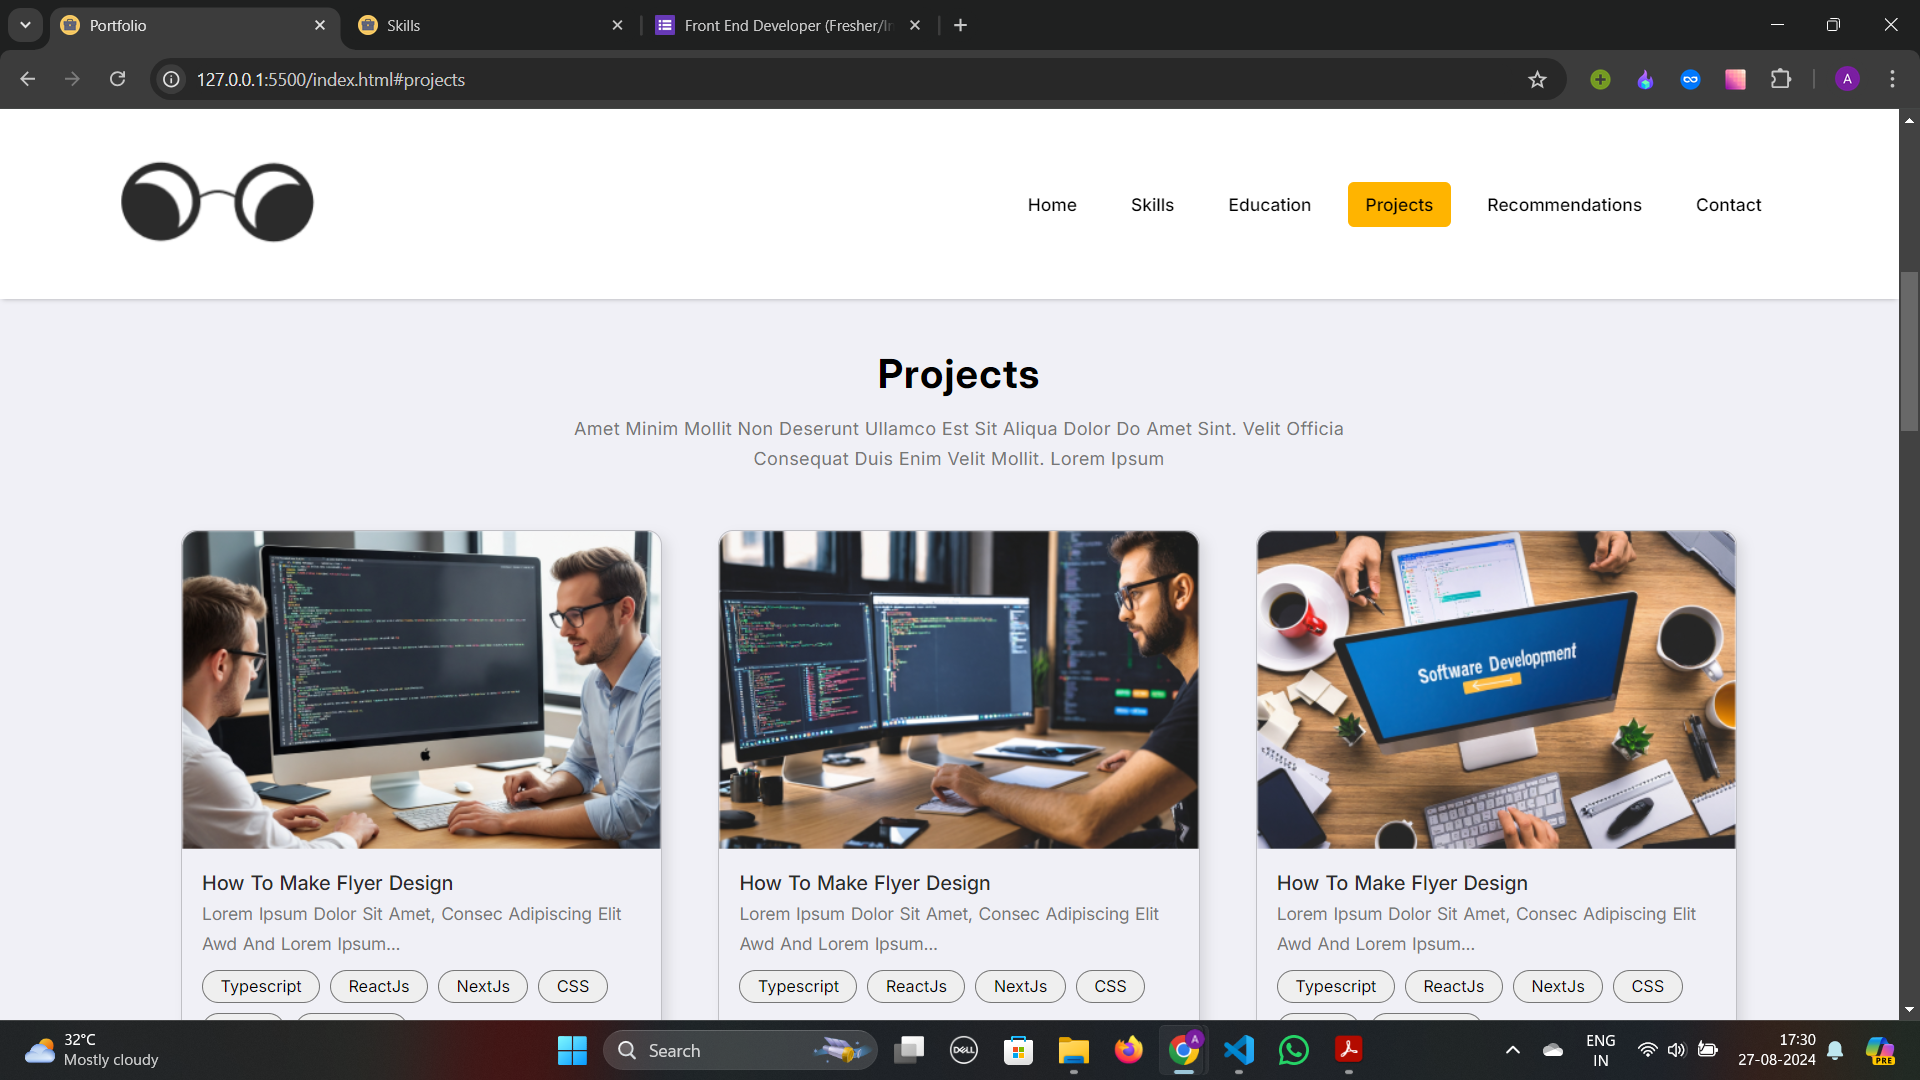 Portfolio
Skills
Front End Developer (Fresher/In
127.0.0.1:5500/index.html#projects
A
Home
Skills
Education
Projects
Recommendations
Contact
Projects
Amet Minim Mollit Non Deserunt Ullamco Est Sit Aliqua Dolor Do Amet Sint. Velit Officia
Consequat Duis Enim Velit Mollit. Lorem Ipsum
Software Development
How To Make Flyer Design
Lorem Ipsum Dolor Sit Amet, Consec Adipiscing Elit
Awd And Lorem Ipsum...
Typescript
ReactJs
NextJs
CSS
How To Make Flyer Design
Lorem Ipsum Dolor Sit Amet, Consec Adipiscing Elit
Awd And Lorem Ipsum...
Typescript
ReactJs
NextJs
CSS
How To Make Flyer Design
Lorem Ipsum Dolor Sit Amet, Consec Adipiscing Elit
Awd And Lorem Ipsum...
Typescript
ReactJs
NextJs
CSS
32°C
Mostly cloudy
Search
DELL
A
ENG
IN
17:30
27-08-2024
PRE